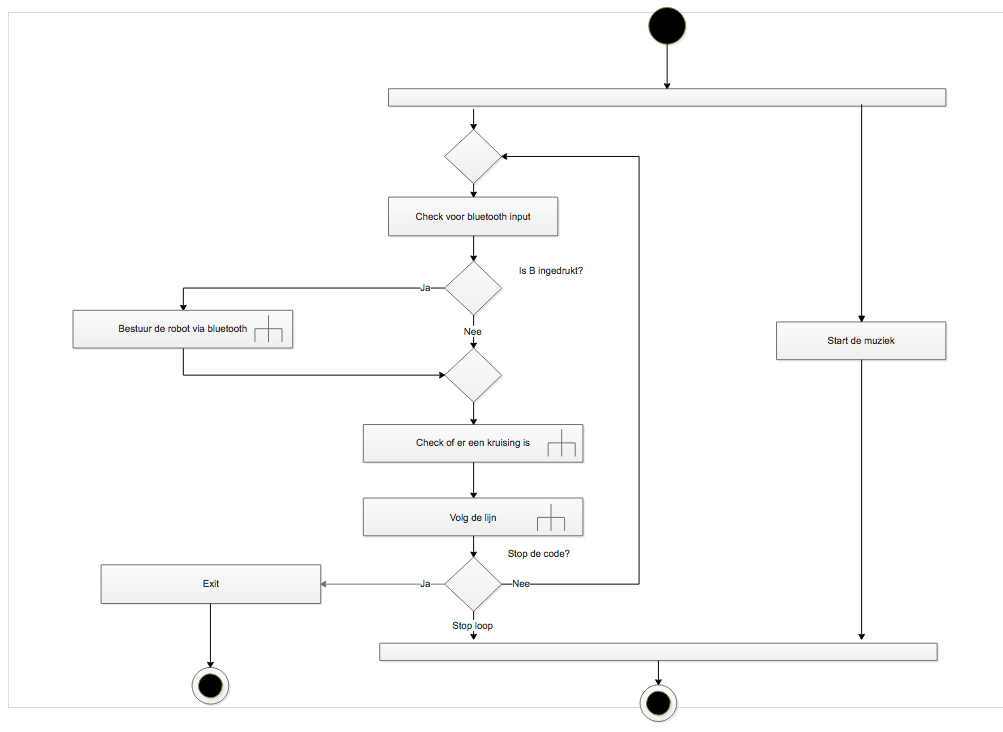 Check voor bluetooth input
Is B ingedrukt?
Ja
Bestuur de robot via bluetooth
Nee
Start de muziek
Check of er een kruising is
Volg de lijn
Stop de code?
Exit
Ja
Nee
Stop loop